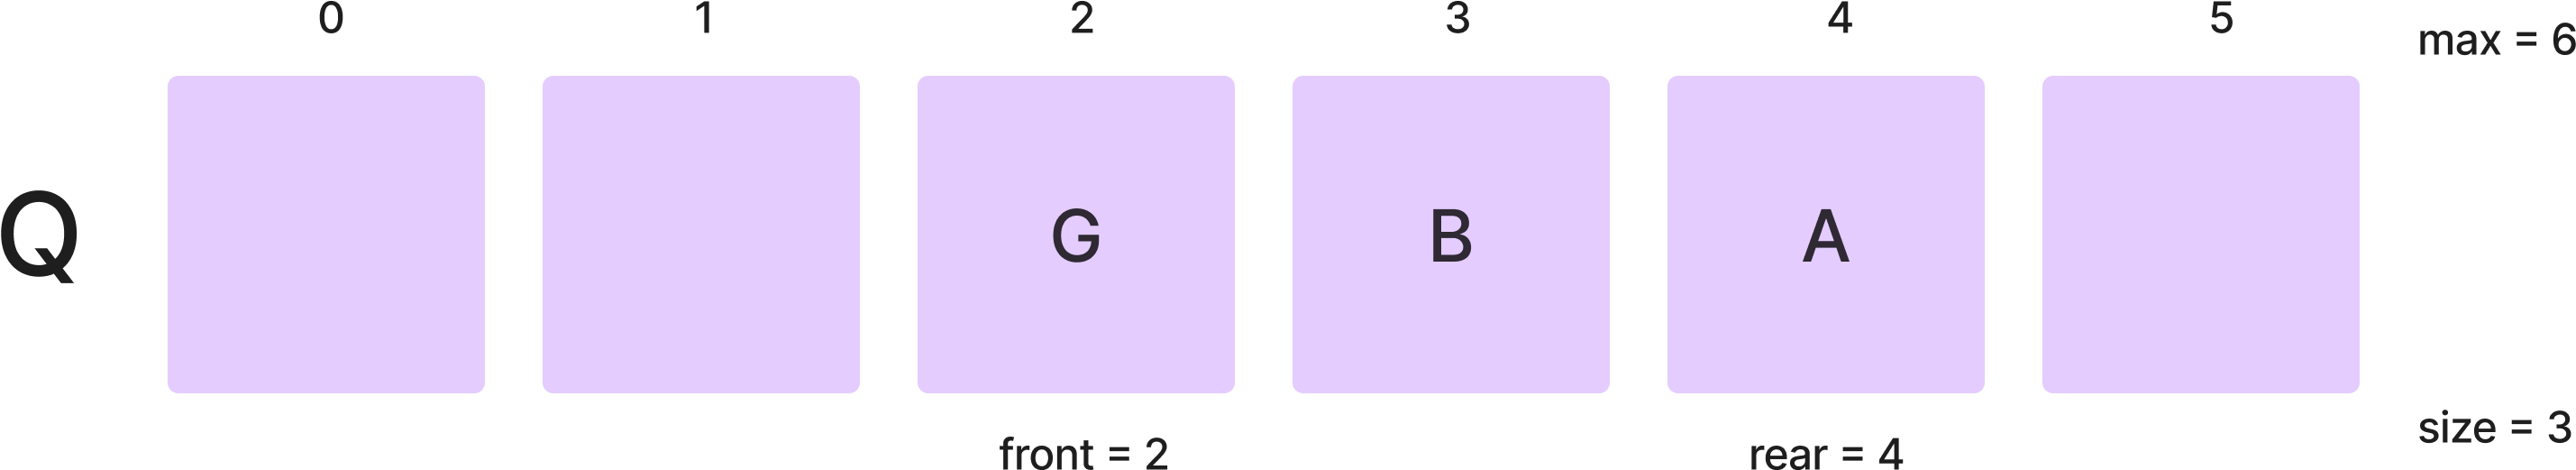 0 1 2 3 4 5
max = 6
Q G B A
size = 3
front = 2 rear = 4